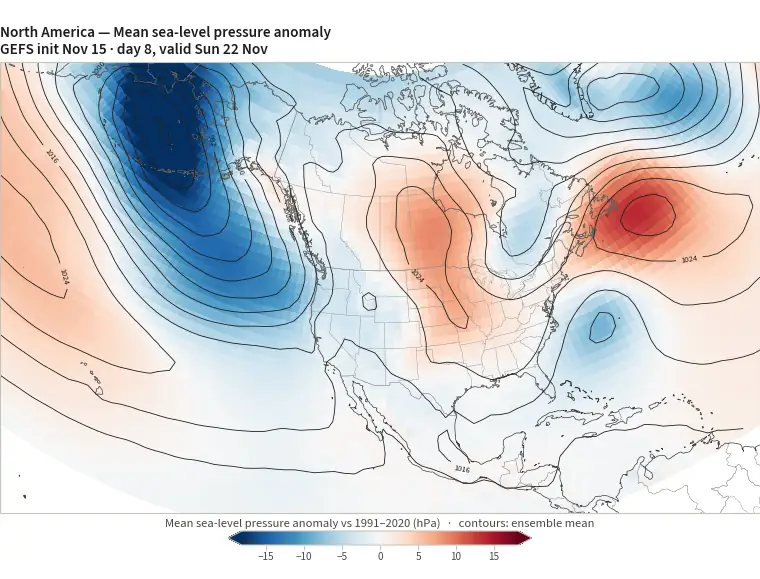 North America — Mean sea-level pressure anomaly
GEFS init Nov 15 · day 8, valid Sun 22 Nov
1016
1024
1024
1024
1016
Mean sea-level pressure anomaly vs 1991–2020 (hPa) · contours: ensemble mean
−15 −10 −5 0 5 10 15